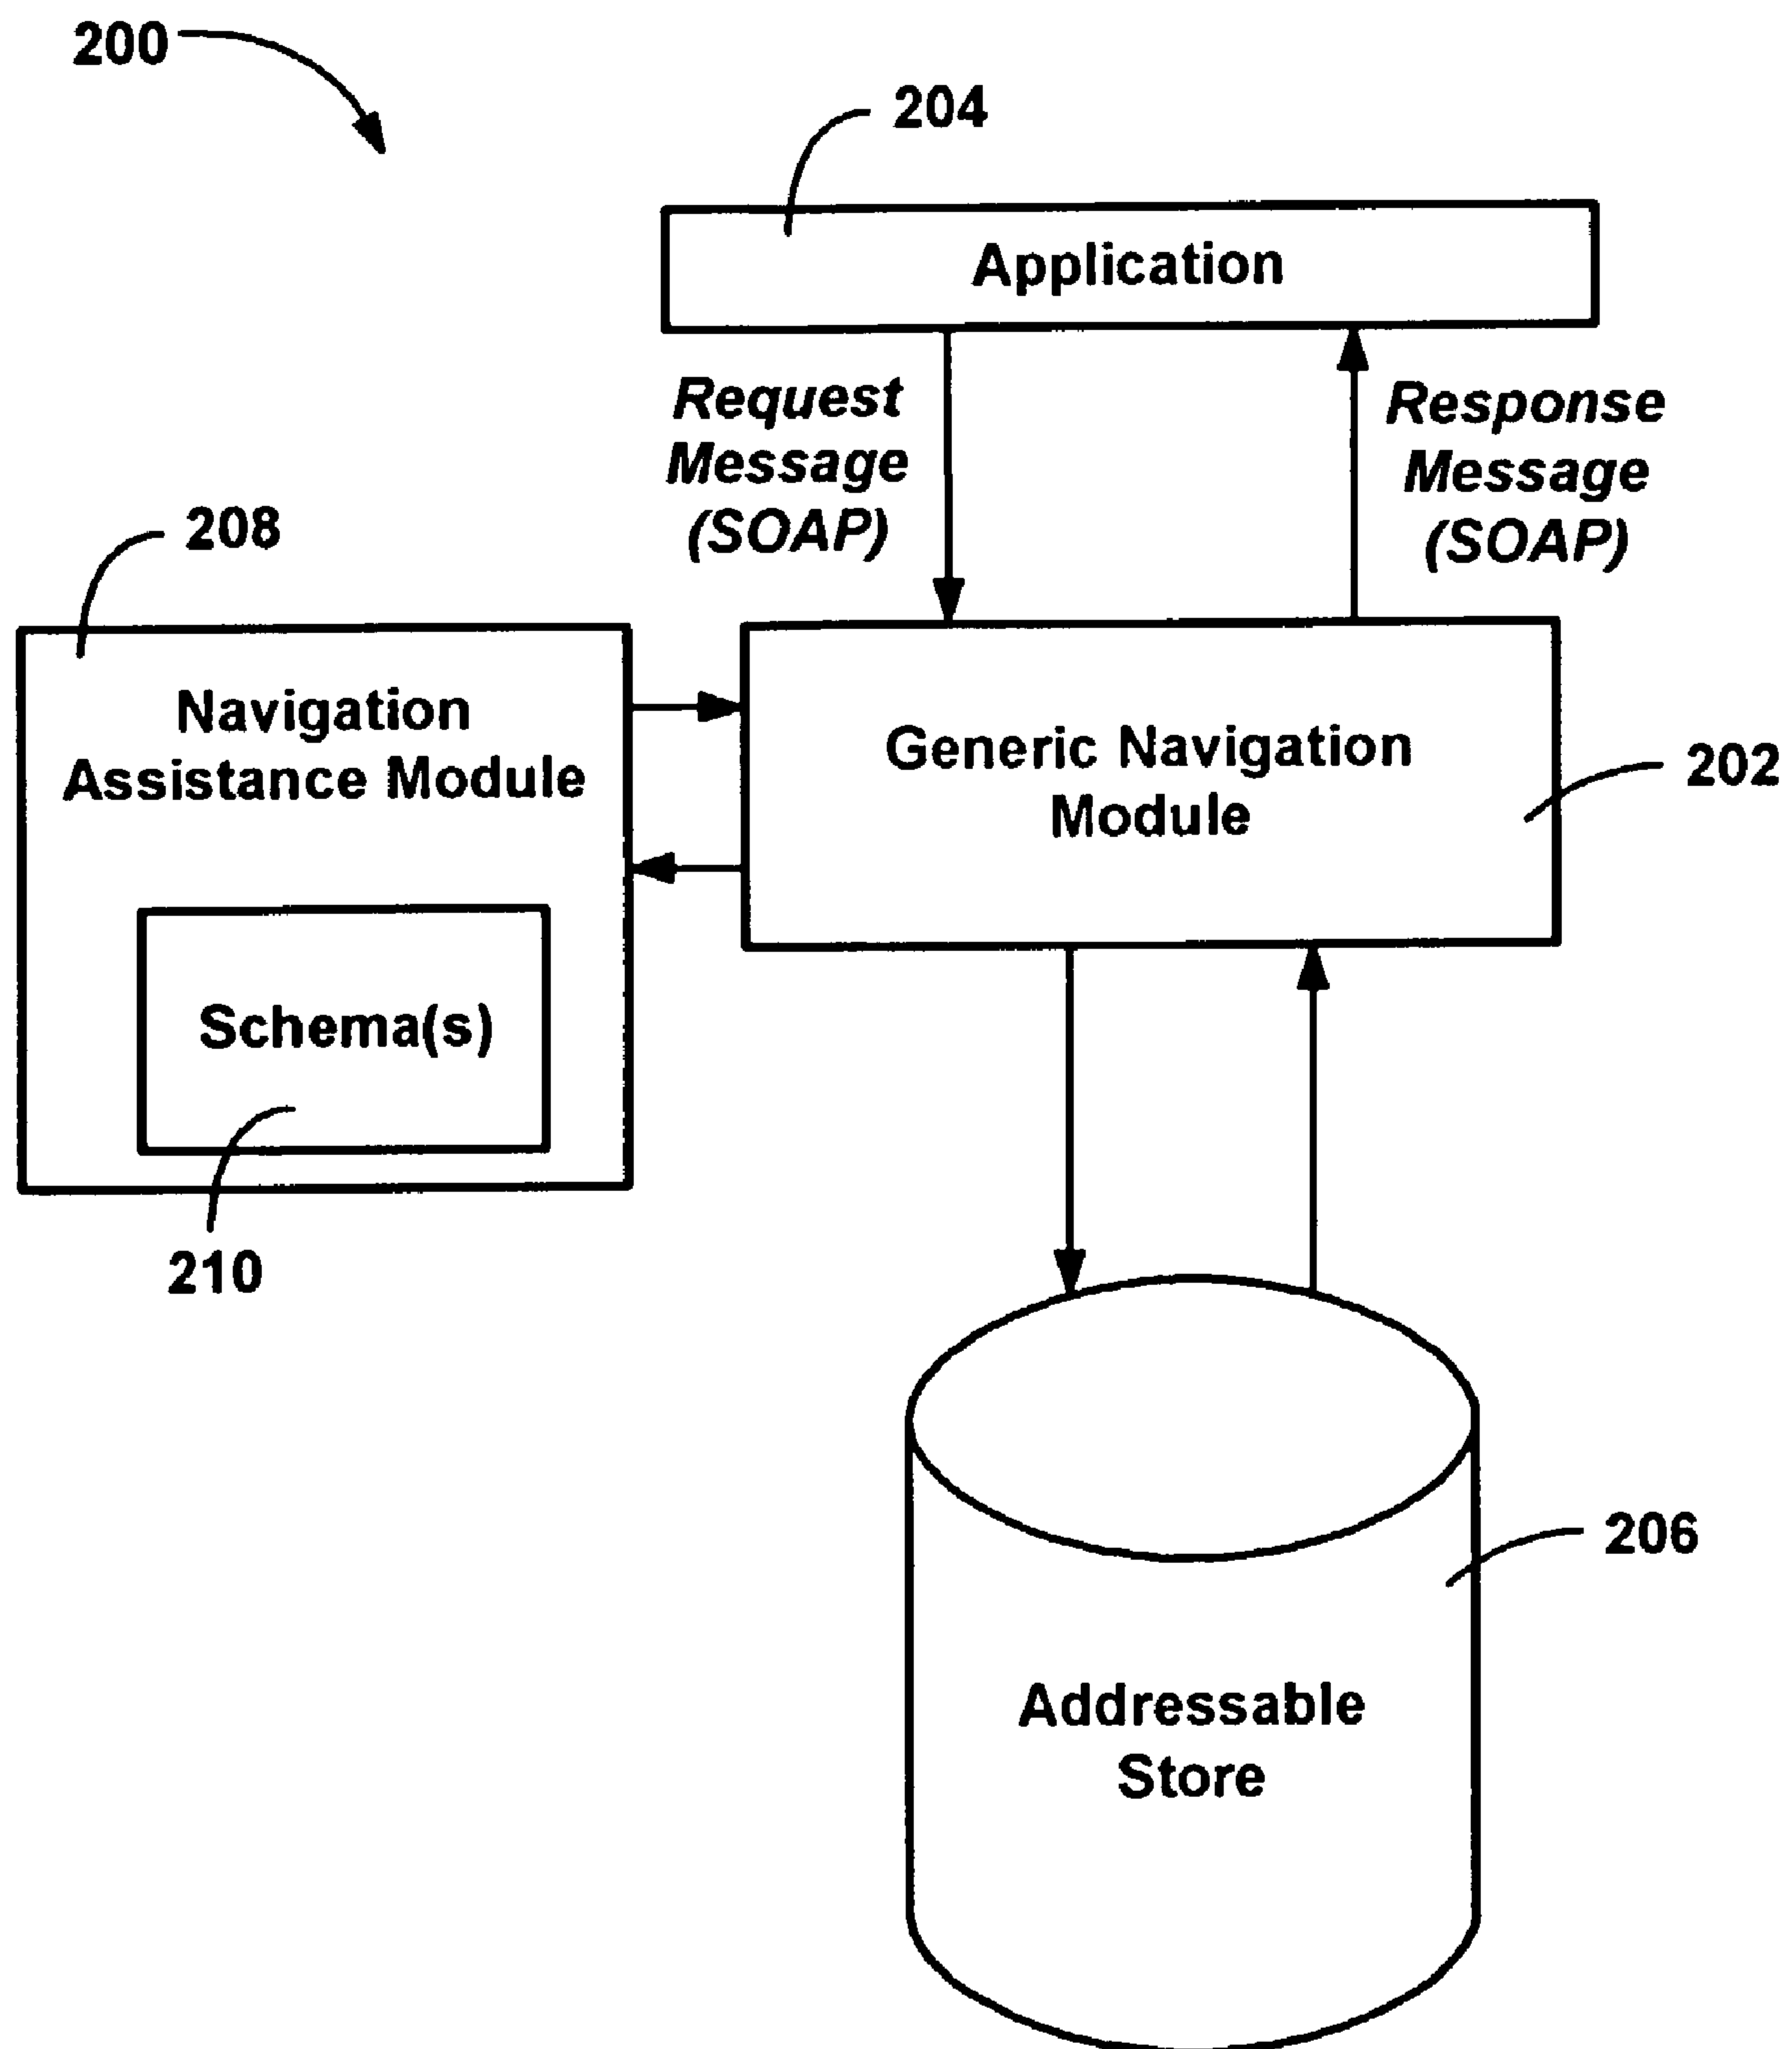 200
204
Application
Request
Message
(SOAP)
Response
Message
(SOAP)
208
Navigation
Assistance Module
Generic Navigation
Module
202
Schema(s)
210
206
Addressable
Store